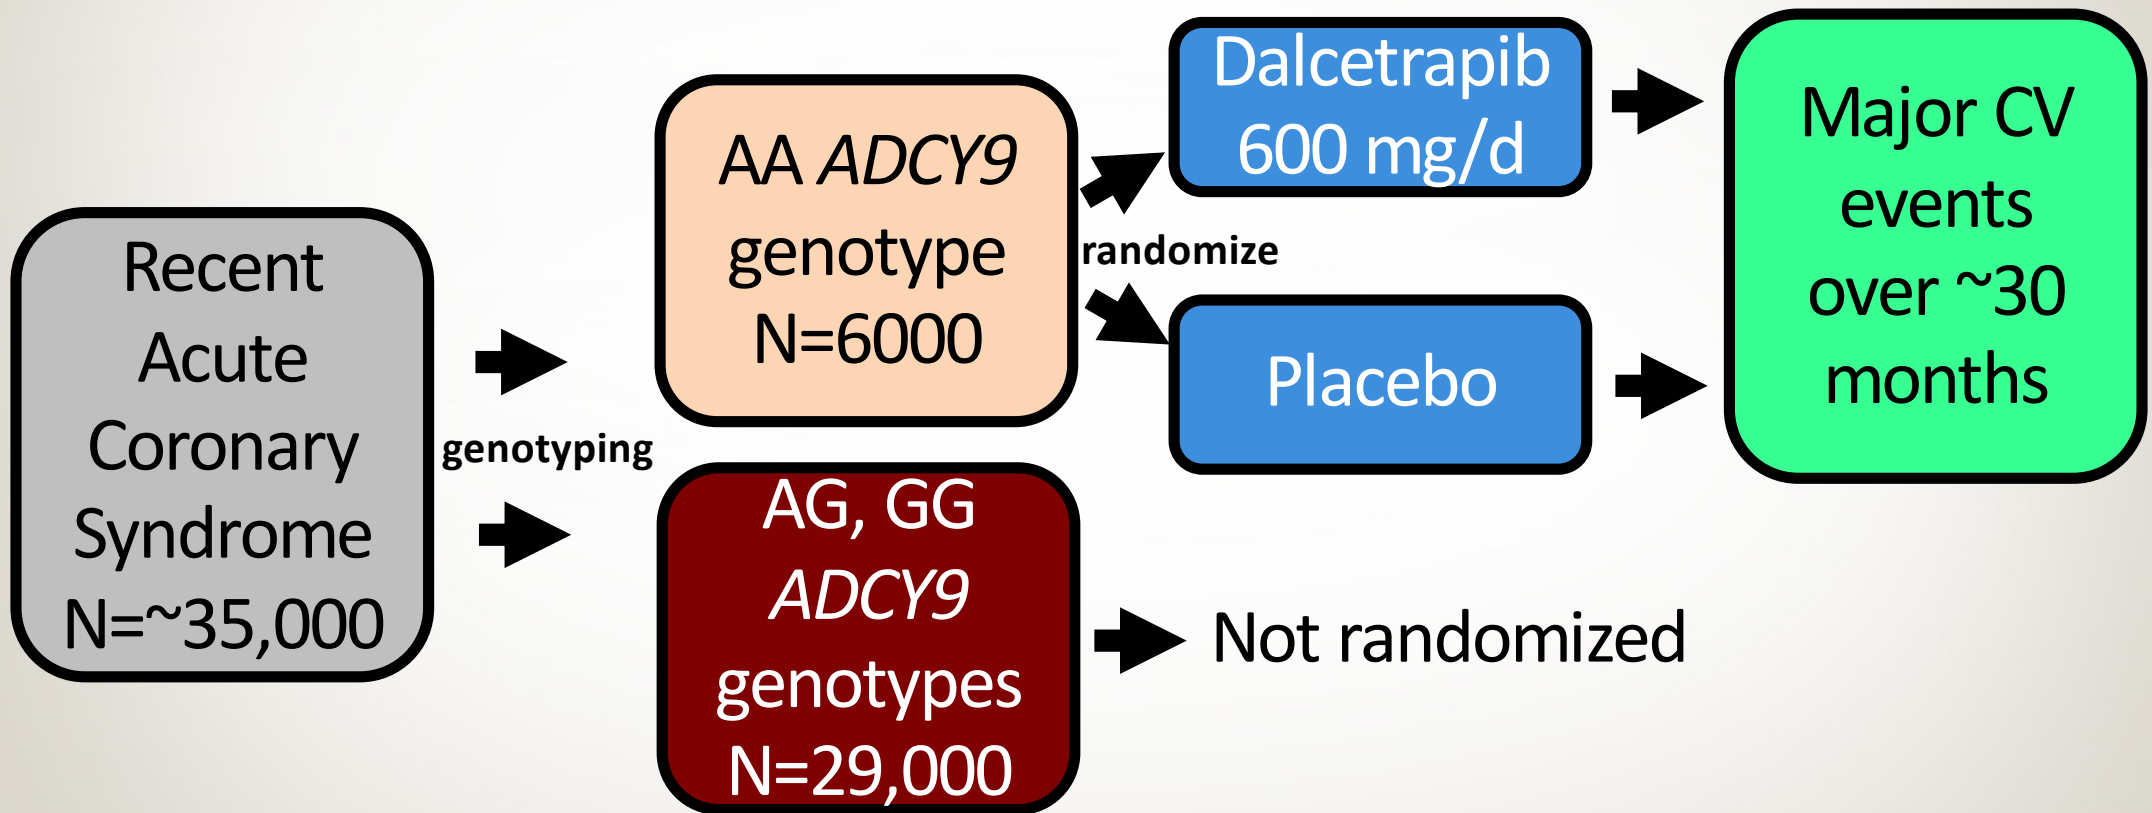 Recent
Acute
Coronary
Syndrome
N=~35,000
genotyping
AA ADCY9
genotype
N=6000
AG, GG
ADCY9
genotypes
N=29,000
randomize
Dalcetrapib
600 mg/d
Placebo
Not randomized
Major CV
events
over ~30
months